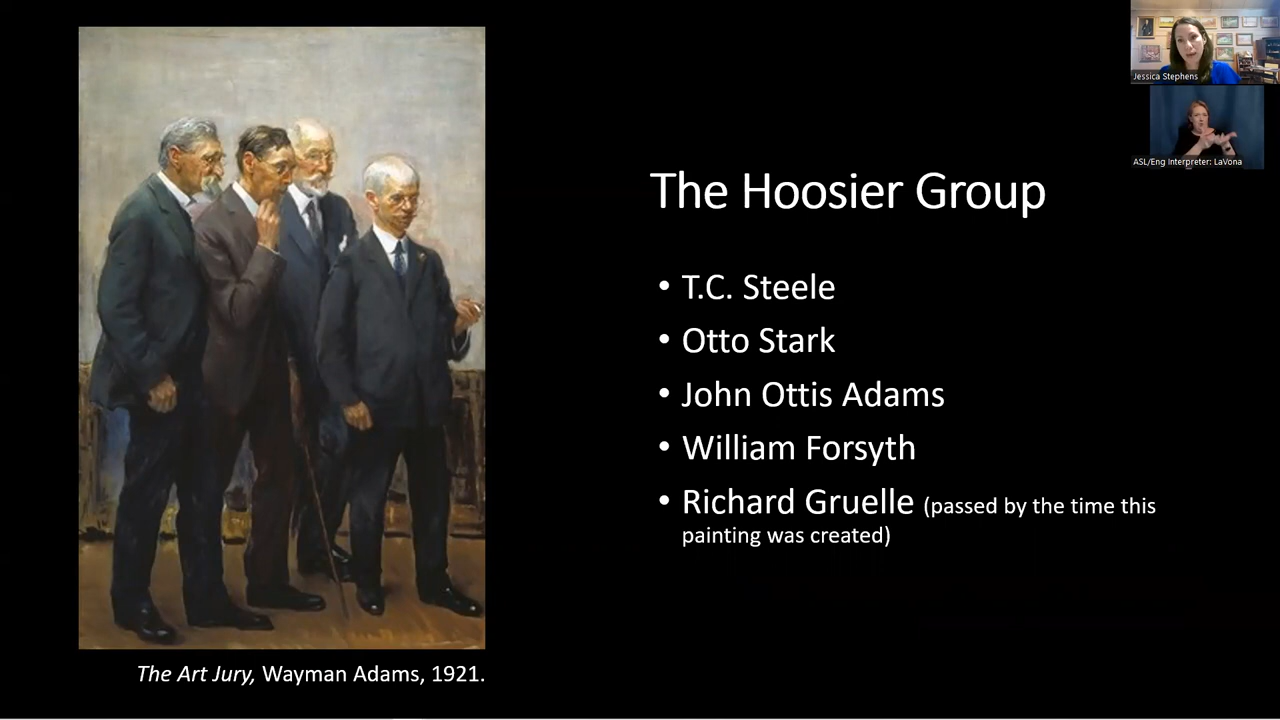 Jessica Stephens
ASL/Eng Interpreter: LaVona
The Hoosier Group
• T.C. Steele
• Otto Stark
• John Ottis Adams
• William Forsyth
• Richard Gruelle (passed by the time this
painting was created)
The Art Jury, Wayman Adams, 1921.